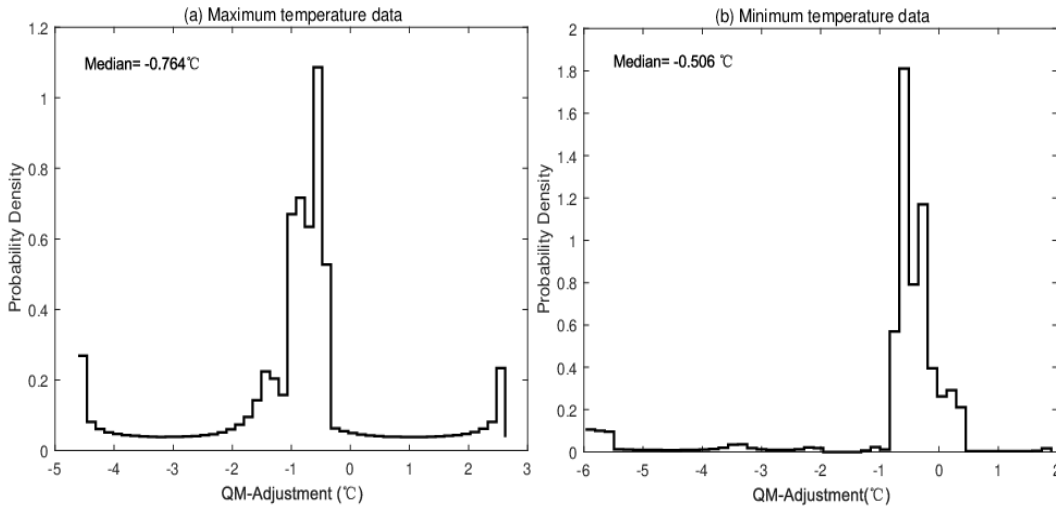 (a) Maximum temperature data
Median= -0.764℃
Probability Density
1.2
1
0.8
0.6
0.4
0.2
0
-5 -4 -3 -2 -1 0 1 2 3
QM-Adjustment (℃)
(b) Minimum temperature data
Median= -0.506 ℃
Probability Density
2
1.8
1.6
1.4
1.2
1
0.8
0.6
0.4
0.2
0
-6 -5 -4 -3 -2 -1 0 1 2
QM-Adjustment(℃)